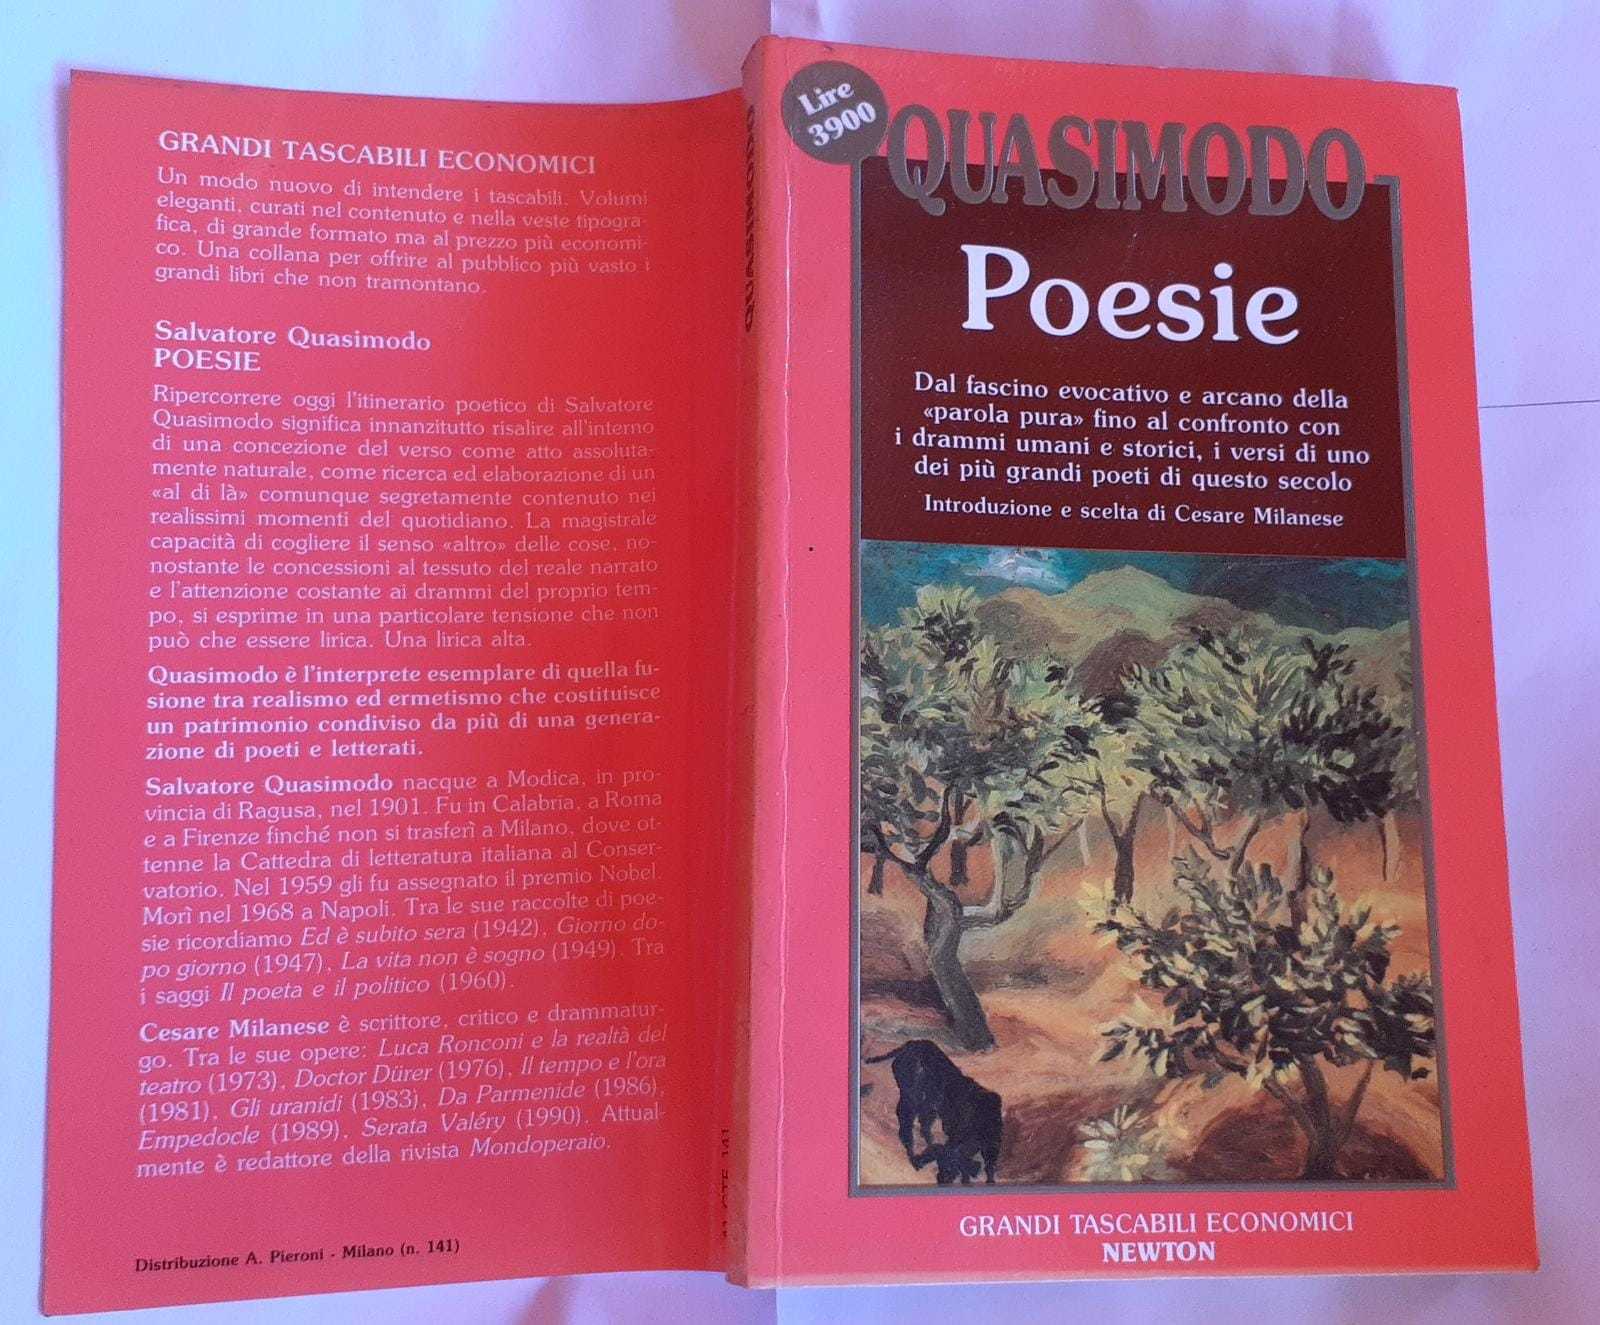 GRANDI TASCABILI ECONOMICI
Un modo nuovo di intendere i tascabili. Volumi
eleganti, curati nel contenuto e nella veste tipogra-
fica, di grande formato ma al prezzo più economi-
co. Una collana per offrire al pubblico più vasto i
grandi libri che non tramontano.
Salvatore Quasimodo
POESIE
Ripercorrere oggi l'itinerario poetico di Salvatore
Quasimodo significa innanzitutto risalire all'interno
di una concezione del verso come atto assoluta-
mente naturale, come ricerca ed elaborazione di un
«al di là» comunque segretamente contenuto nei
realissimi momenti del quotidiano. La magistrale
capacità di cogliere il senso «altro» delle cose, no-
nostante le concessioni al tessuto del reale narrato
e l'attenzione costante ai drammi del proprio tem-
po, si esprime in una particolare tensione che non
può che essere lirica. Una lirica alta.
Quasimodo è l'interprete esemplare di quella fu-
sione tra realismo ed ermetismo che costituisce
un patrimonio condiviso da più di una genera-
zione di poeti e letterati.
Salvatore Quasimodo nacque a Modica, in pro-
vincia di Ragusa, nel 1901. Fu in Calabria, a Roma
e a Firenze finché non si trasferì a Milano, dove ot-
tenne la Cattedra di letteratura italiana al Conser-
vatorio. Nel 1959 gli fu assegnato il premio Nobel.
Morì nel 1968 a Napoli. Tra le sue raccolte di poe-
sie ricordiamo Ed è subito sera (1942), Giorno do-
po giorno (1947), La vita non è sogno (1949). Tra
i saggi Il poeta e il politico (1960).
Cesare Milanese è scrittore, critico e drammatur-
go. Tra le sue opere: Luca Ronconi e la realtà del
teatro (1973), Doctor Dürer (1976), Il tempo e l'ora
(1981), Gli uranidi (1983), Da Parmenide (1986),
Empedocle (1989), Serata Valéry (1990). Attual-
mente è redattore della rivista Mondoperaio.
Distribuzione A. Pieroni - Milano (n. 141)
QUASIMODO
Lire
3900
QUASIMODO
Poesie
Dal fascino evocativo e arcano della
«parola pura» fino al confronto con
i drammi umani e storici, i versi di uno
dei più grandi poeti di questo secolo
Introduzione e scelta di Cesare Milanese
GRANDI TASCABILI ECONOMICI
NEWTON